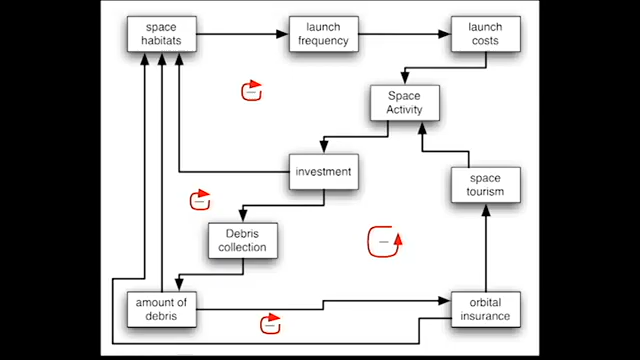 space
habitats
launch
frequency
launch
costs
Space
Activity
investment
space
tourism
Debris
collection
amount of
debris
orbital
insurance